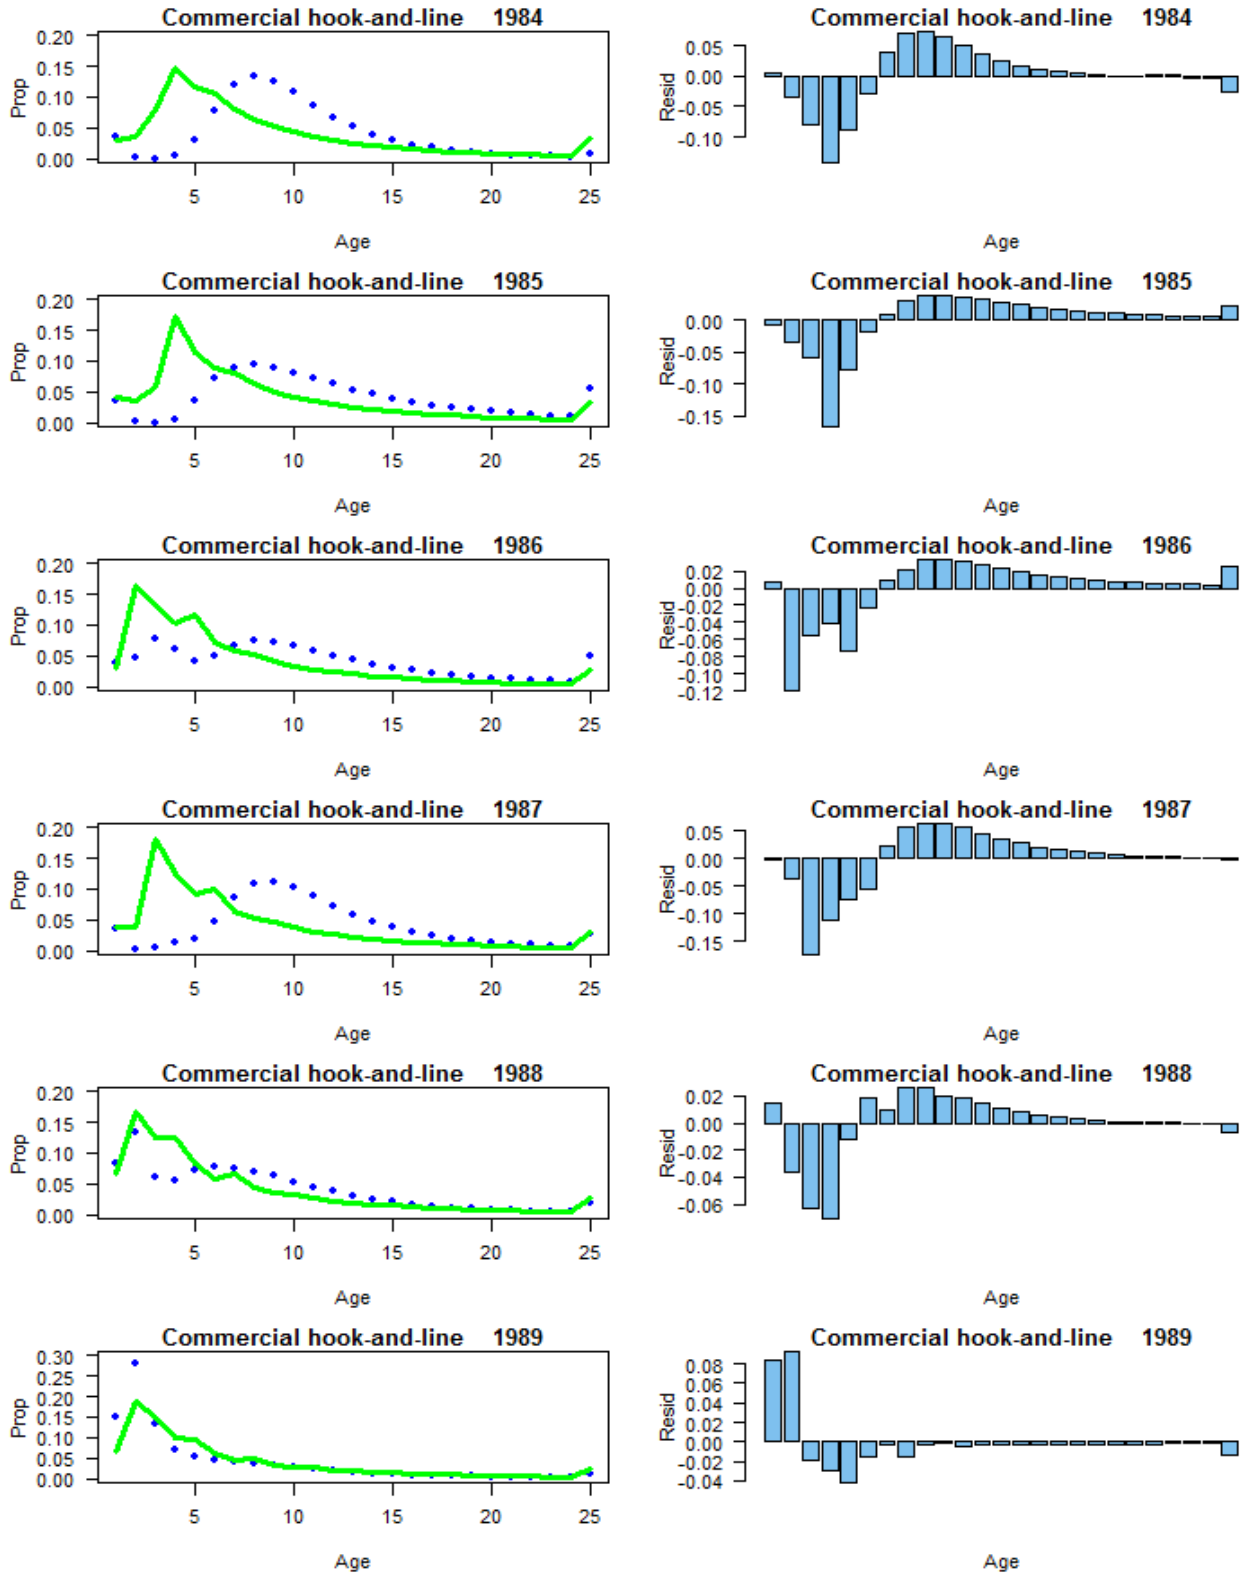 Commercial hook-and-line 1984
Prop
0.20
0.15
0.10
0.05
0.00
5 10 15 20 25
Age
Commercial hook-and-line 1984
Resid
0.05
0.00
-0.05
-0.10
Age
Commercial hook-and-line 1985
Prop
0.20
0.15
0.10
0.05
0.00
5 10 15 20 25
Age
Commercial hook-and-line 1985
Resid
0.00
-0.05
-0.10
-0.15
Age
Commercial hook-and-line 1986
Prop
0.20
0.15
0.10
0.05
0.00
5 10 15 20 25
Age
Commercial hook-and-line 1986
Resid
0.02
0.00
-0.02
-0.04
-0.06
-0.08
-0.10
-0.12
Age
Commercial hook-and-line 1987
Prop
0.20
0.15
0.10
0.05
0.00
5 10 15 20 25
Age
Commercial hook-and-line 1987
Resid
0.05
0.00
-0.05
-0.10
-0.15
Age
Commercial hook-and-line 1988
Prop
0.20
0.15
0.10
0.05
0.00
5 10 15 20 25
Age
Commercial hook-and-line 1988
Resid
0.02
0.00
-0.02
-0.04
-0.06
Age
Commercial hook-and-line 1989
Prop
0.30
0.25
0.20
0.15
0.10
0.05
0.00
5 10 15 20 25
Age
Commercial hook-and-line 1989
Resid
0.08
0.06
0.04
0.02
0.00
-0.02
-0.04
Age